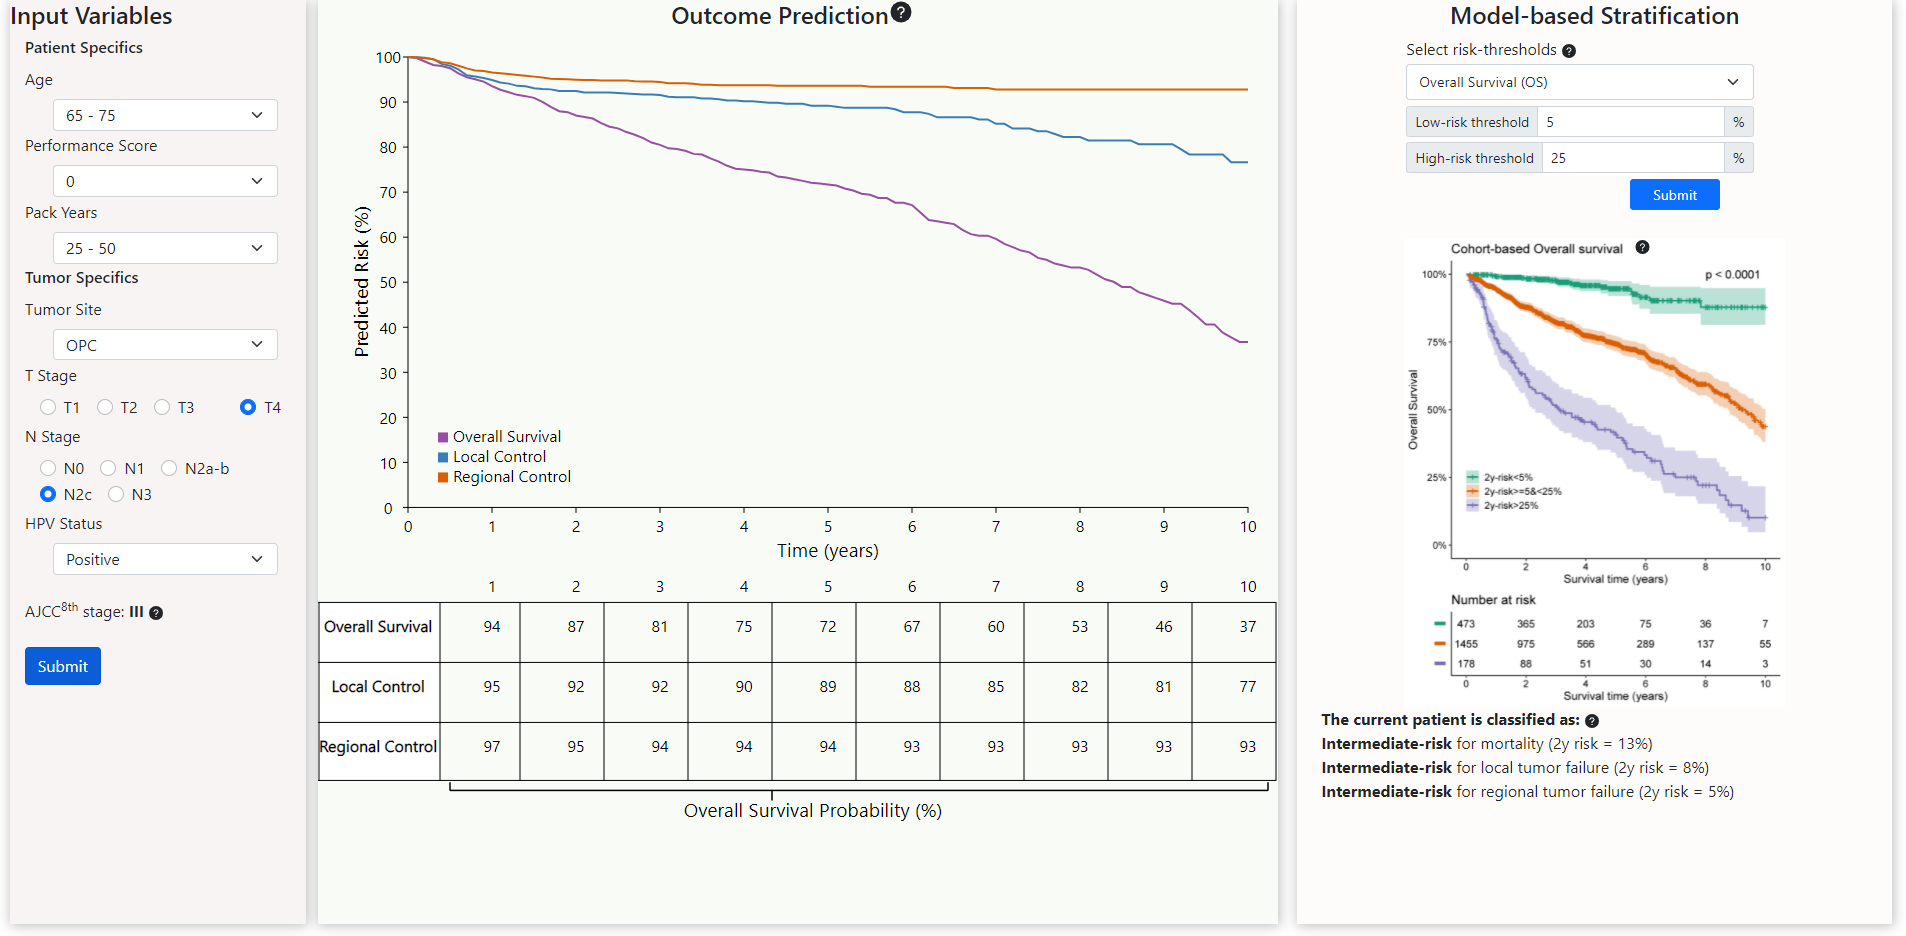 Input Variables
Patient Specifics
Age
65 - 75
Performance Score
0
Pack Years
25 - 50
Tumor Specifics
Tumor Site
OPC
T Stage
T1 T2 T3 T4
N Stage
N0 N1 N2a-b
N2c N3
HPV Status
Positive
AJCC8th stage: III ?
Submit
Outcome Prediction ?
Predicted Risk (%)
100
90
80
70
60
50
40
30
20
10
0
Overall Survival
Local Control
Regional Control
0 1 2 3 4 5 6 7 8 9 10
Time (years)
1 2 3 4 5 6 7 8 9 10
Overall Survival 94 87 81 75 72 67 60 53 46 37
Local Control 95 92 92 90 89 88 85 82 81 77
Regional Control 97 95 94 94 94 93 93 93 93 93
Overall Survival Probability (%)
Model-based Stratification
Select risk-thresholds ?
Overall Survival (OS)
Low-risk threshold 5 %
High-risk threshold 25 %
Submit
Cohort-based Overall survival ?
p < 0.0001
Overall Survival
100%
75%
50%
25%
0%
2y-risk<5%
2y-risk>=5&<25%
2y-risk>25%
0 2 4 6 8 10
Survival time (years)
Number at risk
473 365 203 75 36 7
1455 975 566 289 137 55
178 88 51 30 14 3
0 2 4 6 8 10
Survival time (years)
The current patient is classified as: ?
Intermediate-risk for mortality (2y risk = 13%)
Intermediate-risk for local tumor failure (2y risk = 8%)
Intermediate-risk for regional tumor failure (2y risk = 5%)